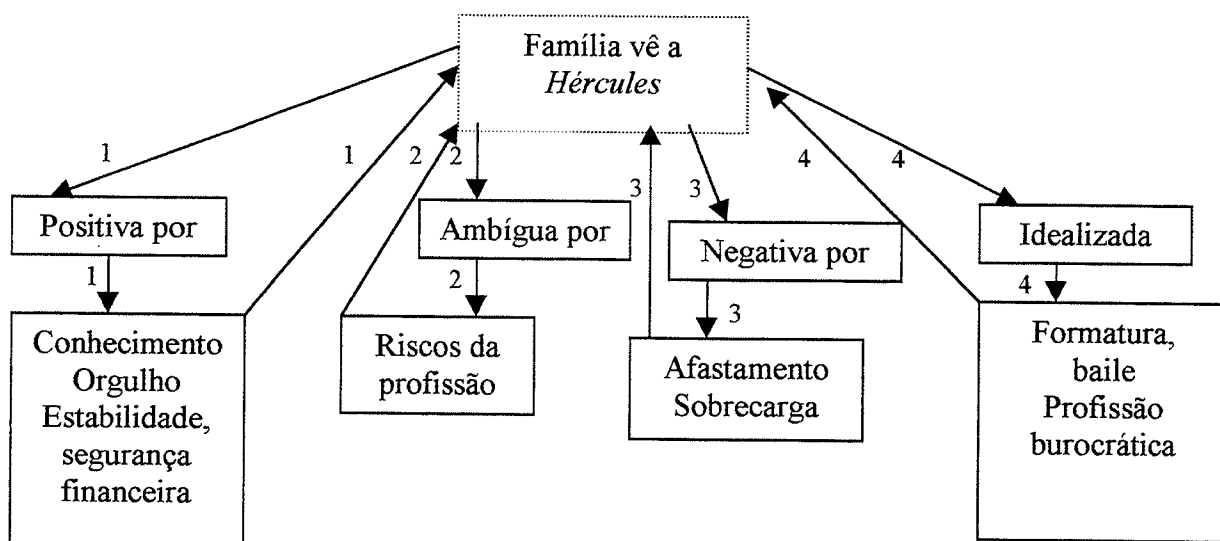 Família vê a
Hércules
1
1
2
2
3
3
4
4
Positiva por
Ambígua por
Negativa por
Idealizada
1
2
3
4
Conhecimento
Orgulho
Estabilidade,
segurança
financeira
Riscos da
profissão
Afastamento
Sobrecarga
Formatura,
baile
Profissão
burocrática